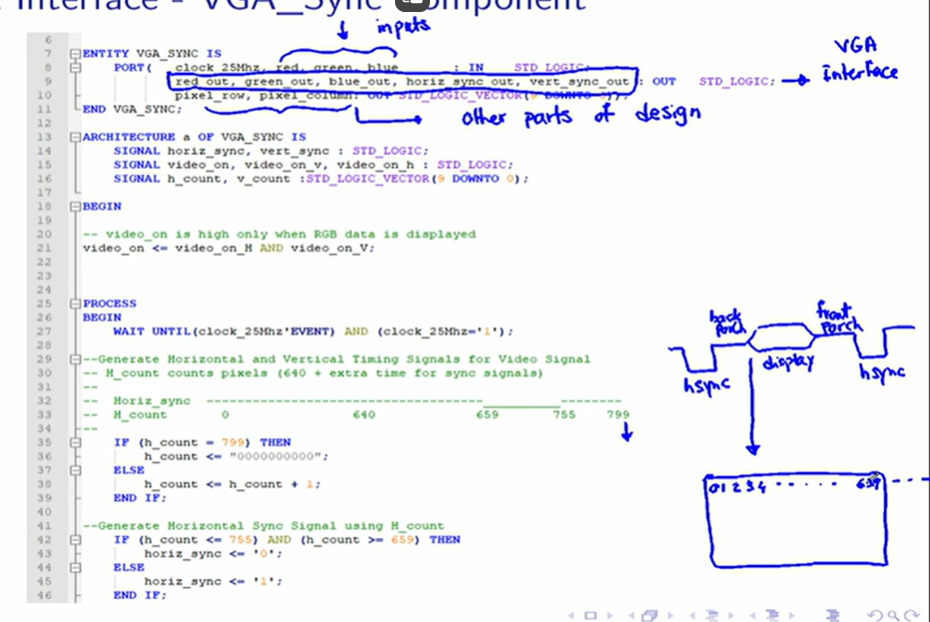 Interface - VGA_Sync Component
inputs
6
7 ENTITY VGA_SYNC IS
8 PORT( clock_25Mhz, red, green, blue : IN STD_LOGIC;
9 red_out, green_out, blue_out, horiz_sync_out, vert_sync_out : OUT STD_LOGIC;
VGA
interface
10 pixel_row, pixel_column: OUT STD_LOGIC_VECTOR(9 DOWNTO 0));
11 END VGA_SYNC;
other parts of design
12
13 ARCHITECTURE a OF VGA_SYNC IS
14 SIGNAL horiz_sync, vert_sync : STD_LOGIC;
15 SIGNAL video_on, video_on_v, video_on_h : STD_LOGIC;
16 SIGNAL h_count, v_count :STD_LOGIC_VECTOR(9 DOWNTO 0);
17
18 BEGIN
19
20 -- video_on is high only when RGB data is displayed
21 video_on <= video_on_H AND video_on_V;
22
23
24
25 PROCESS
26 BEGIN
27 WAIT UNTIL(clock_25Mhz'EVENT) AND (clock_25Mhz='1');
28
29 --Generate Horizontal and Vertical Timing Signals for Video Signal
30 -- H_count counts pixels (640 + extra time for sync signals)
31 --
32 -- Horiz_sync ------------------------------------________--------
33 -- H_count 0 640 659 755 799
34 ---
35 IF (h_count = 799) THEN
36 h_count <= "0000000000";
37 ELSE
38 h_count <= h_count + 1;
39 END IF;
40
41 --Generate Horizontal Sync Signal using H_count
42 IF (h_count <= 755) AND (h_count >= 659) THEN
43 horiz_sync <= '0';
44 ELSE
45 horiz_sync <= '1';
46 END IF;
back porch
front porch
hsync
display
hsync
0 1 2 3 4 ..... 639 ---